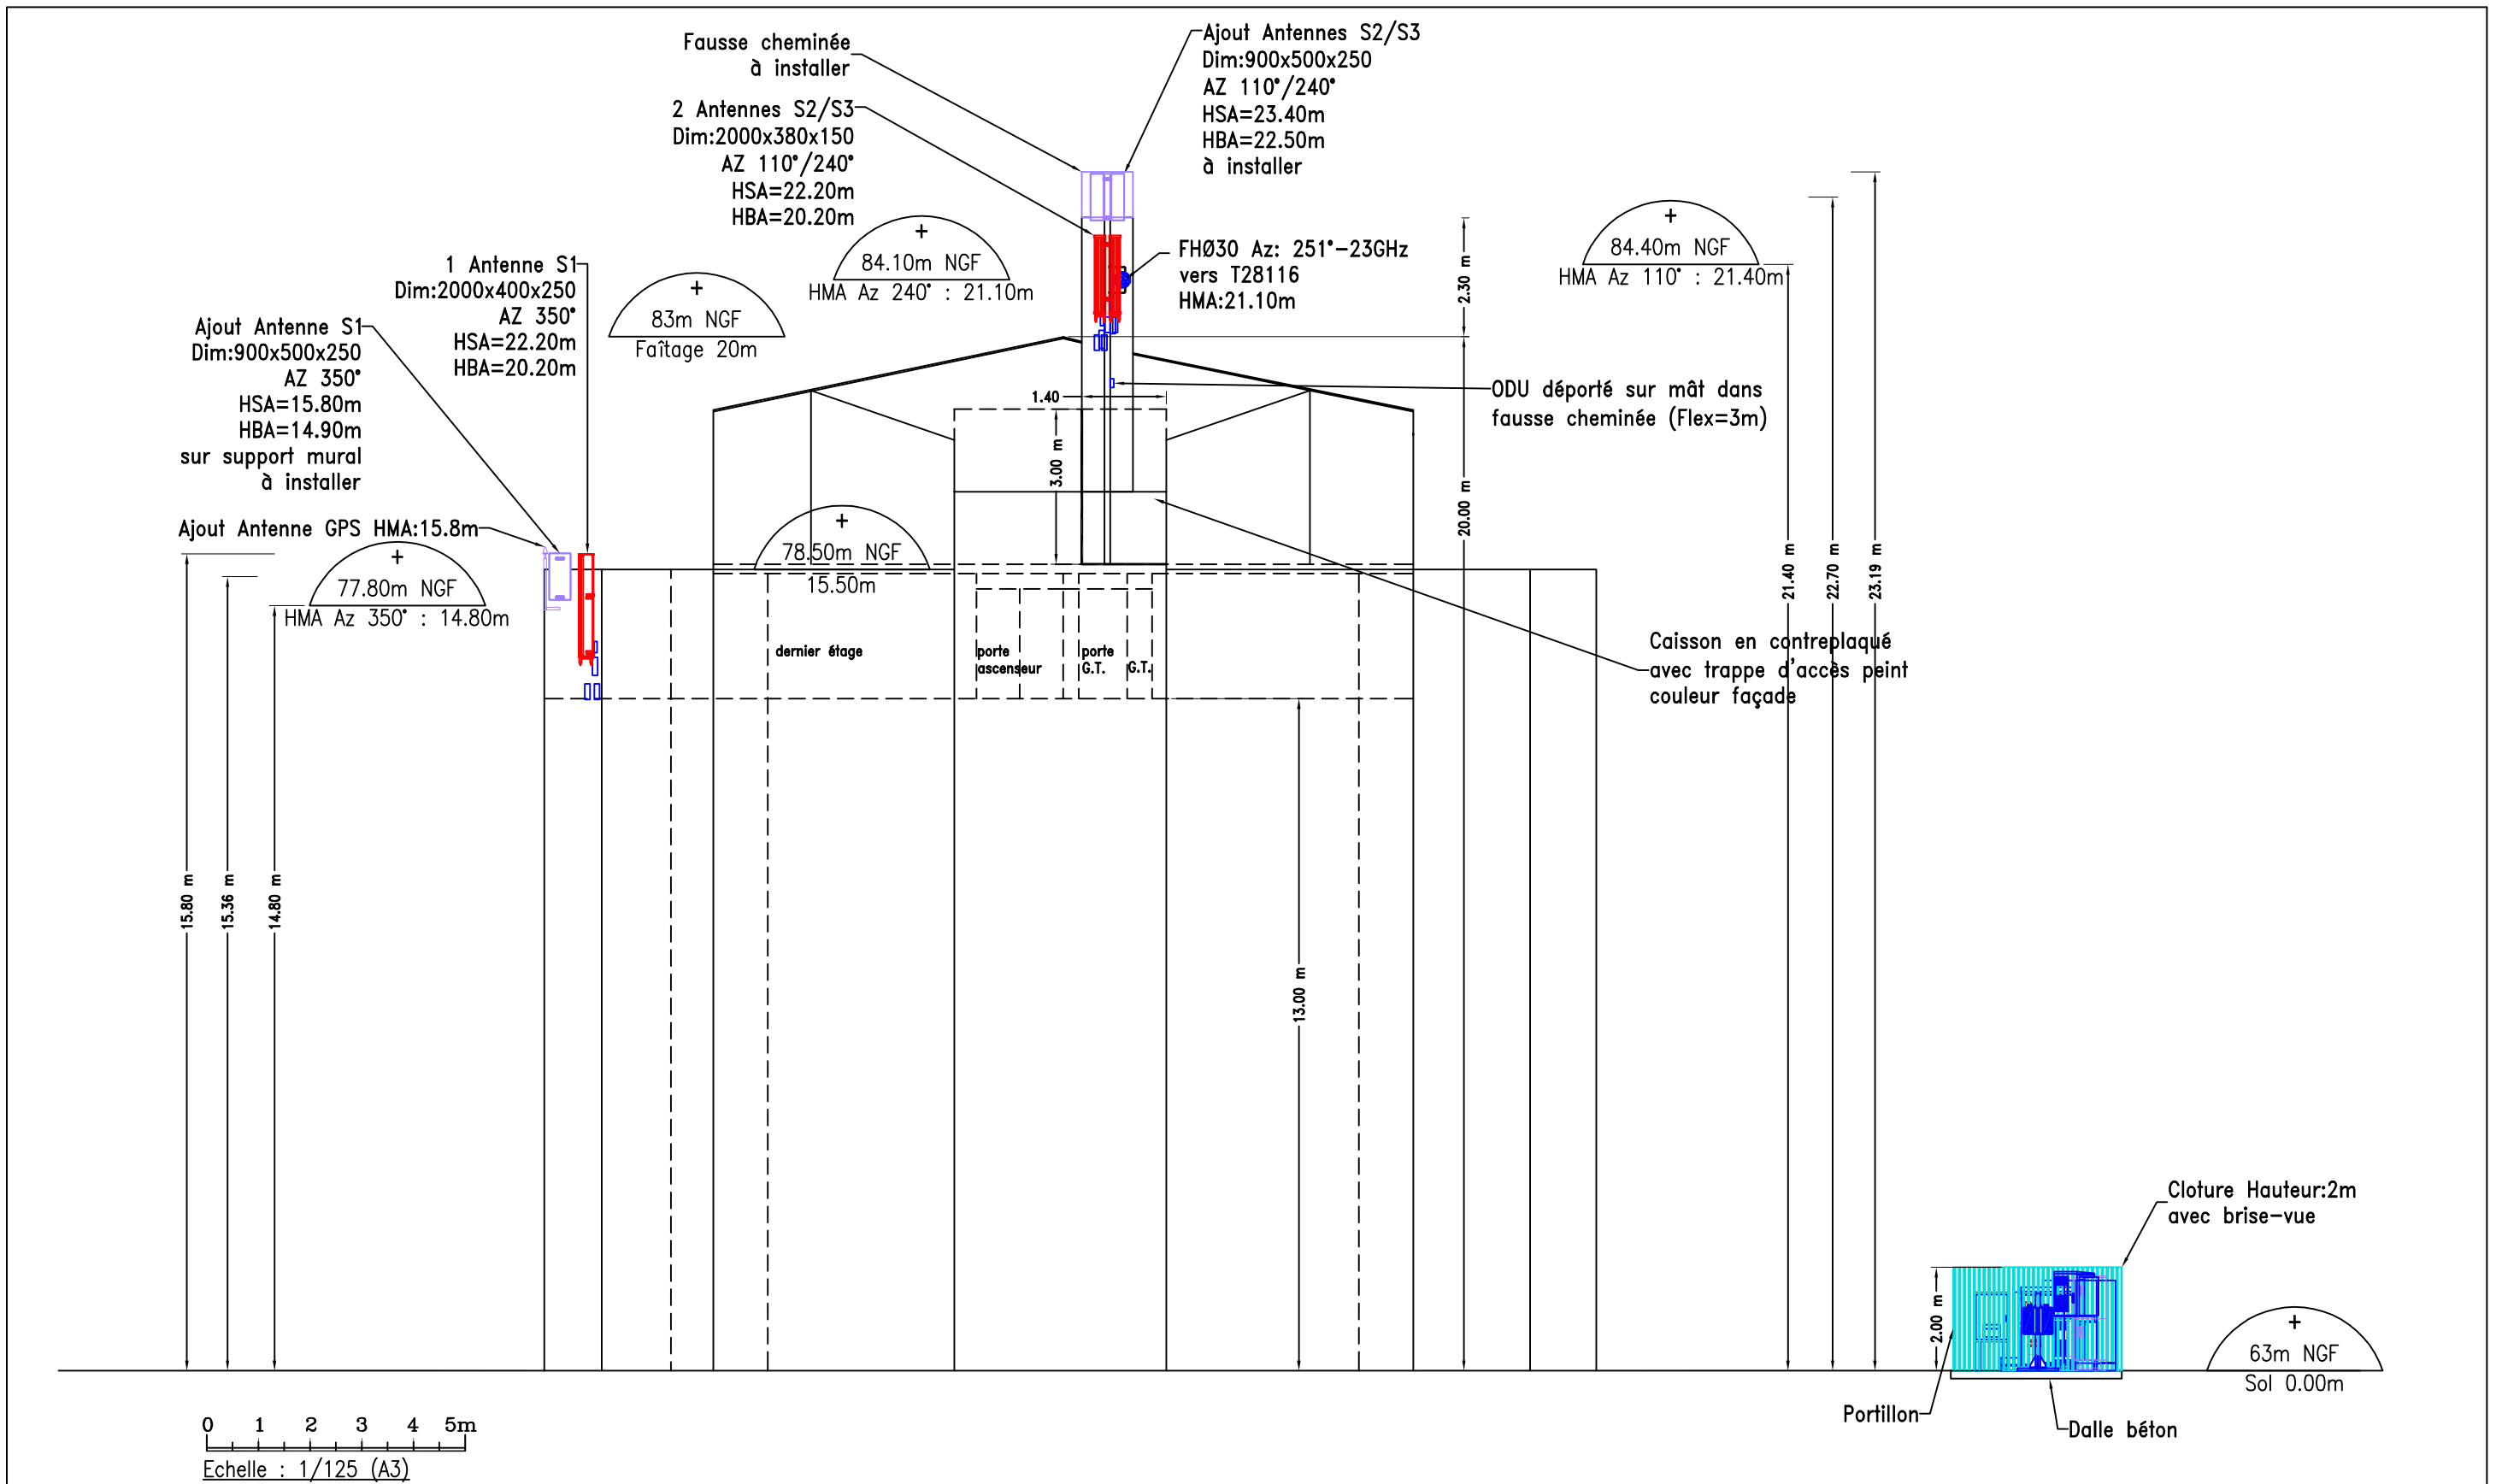 Fausse cheminée
à installer
2 Antennes S2/S3
Dim:2000x380x150
AZ 110°/240°
HSA=22.20m
HBA=20.20m
Ajout Antennes S2/S3
Dim:900x500x250
AZ 110°/240°
HSA=23.40m
HBA=22.50m
à installer
84.10m NGF
HMA Az 240° : 21.10m
FHØ30 Az: 251°-23GHz
vers T28116
HMA:21.10m
84.40m NGF
HMA Az 110° : 21.40m
1 Antenne S1
Dim:2000x400x250
AZ 350°
HSA=22.20m
HBA=20.20m
83m NGF
Faîtage 20m
Ajout Antenne S1
Dim:900x500x250
AZ 350°
HSA=15.80m
HBA=14.90m
sur support mural
à installer
Ajout Antenne GPS HMA:15.8m
77.80m NGF
HMA Az 350° : 14.80m
78.50m NGF
15.50m
2.30 m
1.40
3.00 m
ODU déporté sur mât dans
fausse cheminée (Flex=3m)
20.00 m
21.40 m
22.70 m
23.19 m
dernier étage
porte
ascenseur
porte
G.T.
G.T.
Caisson en contreplaqué
avec trappe d'accès peint
couleur façade
15.80 m
15.36 m
14.80 m
13.00 m
Cloture Hauteur:2m
avec brise-vue
2.00 m
63m NGF
Sol 0.00m
Portillon
Dalle béton
0 1 2 3 4 5m
Echelle : 1/125 (A3)